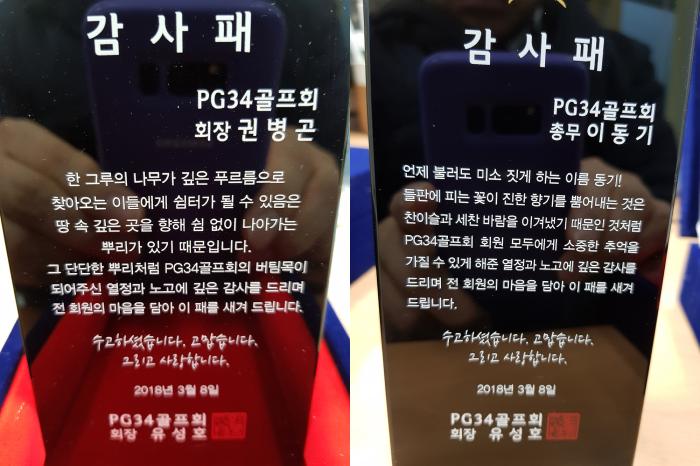 감 사 패
PG34골프회
회장 권 병 곤
한 그루의 나무가 깊은 푸르름으로
찾아오는 이들에게 쉼터가 될 수 있음은
땅 속 깊은 곳을 향해 쉼 없이 나아가는
뿌리가 있기 때문입니다.
그 단단한 뿌리처럼 PG34골프회의 버팀목이
되어주신 열정과 노고에 깊은 감사를 드리며
전 회원의 마음을 담아 이 패를 새겨 드립니다.
수고하셨습니다. 고맙습니다.
그리고 사랑합니다.
2018년 3월 8일
PG34골프회
회장 유 성 호
감 사 패
PG34골프회
총무 이 동 기
언제 불러도 미소 짓게 하는 이름 동기!
들판에 피는 꽃이 진한 향기를 뿜어내는 것은
찬이슬과 세찬 바람을 이겨냈기 때문인 것처럼
PG34골프회 회원 모두에게 소중한 추억을
가질 수 있게 해준 열정과 노고에 깊은 감사를
드리며 전 회원의 마음을 담아 이 패를 새겨
드립니다.
수고하셨습니다. 고맙습니다.
그리고 사랑합니다.
2018년 3월 8일
PG34골프회
회장 유 성 호